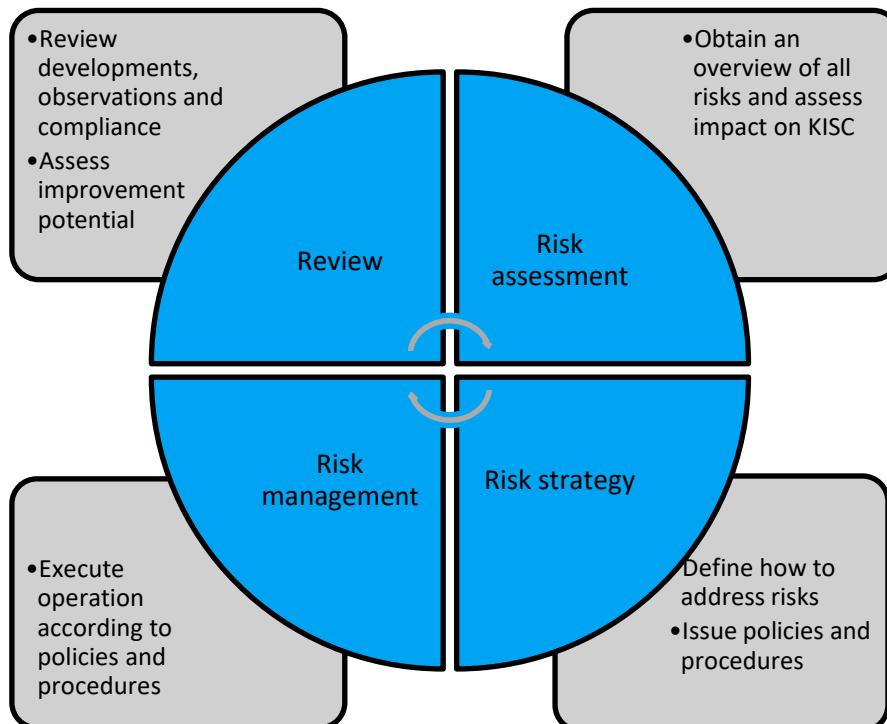 •Review
developments,
observations and
compliance
•Assess
improvement
potential
•Obtain an
overview of all
risks and assess
impact on KISC
Review
Risk
assessment
Risk
management
Risk strategy
•Execute
operation
according to
policies and
procedures
Define how to
address risks
•Issue policies and
procedures